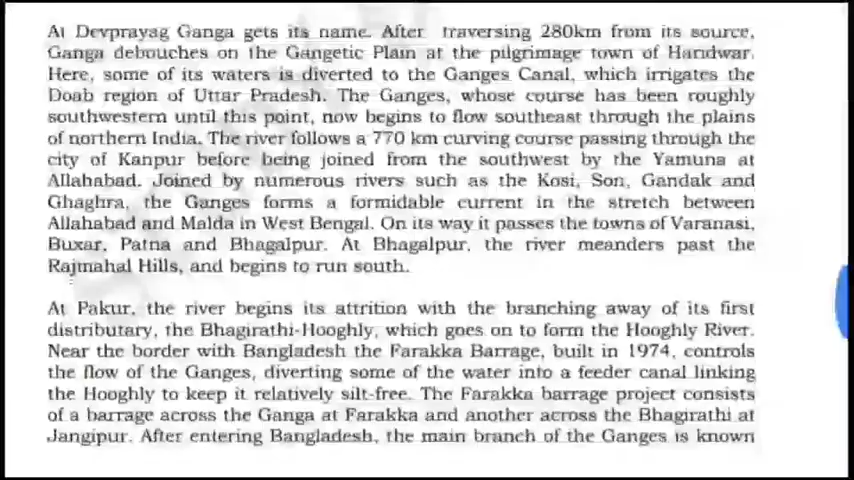 At Devprayag Ganga gets its name. After traversing 280km from its source,
Ganga debouches on the Gangetic Plain at the pilgrimage town of Haridwar.
Here, some of its waters is diverted to the Ganges Canal, which irrigates the
Doab region of Uttar Pradesh. The Ganges, whose course has been roughly
southwestern until this point, now begins to flow southeast through the plains
of northern India. The river follows a 770 km curving course passing through the
city of Kanpur before being joined from the southwest by the Yamuna at
Allahabad. Joined by numerous rivers such as the Kosi, Son, Gandak and
Ghaghra, the Ganges forms a formidable current in the stretch between
Allahabad and Malda in West Bengal. On its way it passes the towns of Varanasi,
Buxar, Patna and Bhagalpur. At Bhagalpur, the river meanders past the
Rajmahal Hills, and begins to run south.
At Pakur, the river begins its attrition with the branching away of its first
distributary, the Bhagirathi-Hooghly, which goes on to form the Hooghly River.
Near the border with Bangladesh the Farakka Barrage, built in 1974, controls
the flow of the Ganges, diverting some of the water into a feeder canal linking
the Hooghly to keep it relatively silt-free. The Farakka barrage project consists
of a barrage across the Ganga at Farakka and another across the Bhagirathi at
Jangipur. After entering Bangladesh, the main branch of the Ganges is known